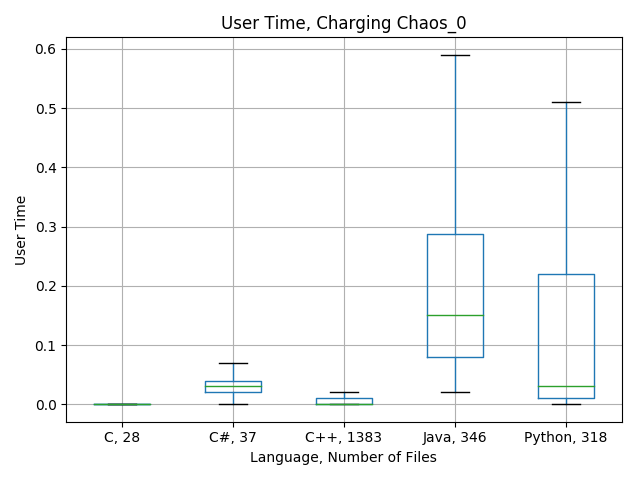 User Time, Charging Chaos_0
0.6
0.5
0.4
0.3
0.2
0.1
0.0
User Time
C, 28 C#, 37 C++, 1383 Java, 346 Python, 318
Language, Number of Files